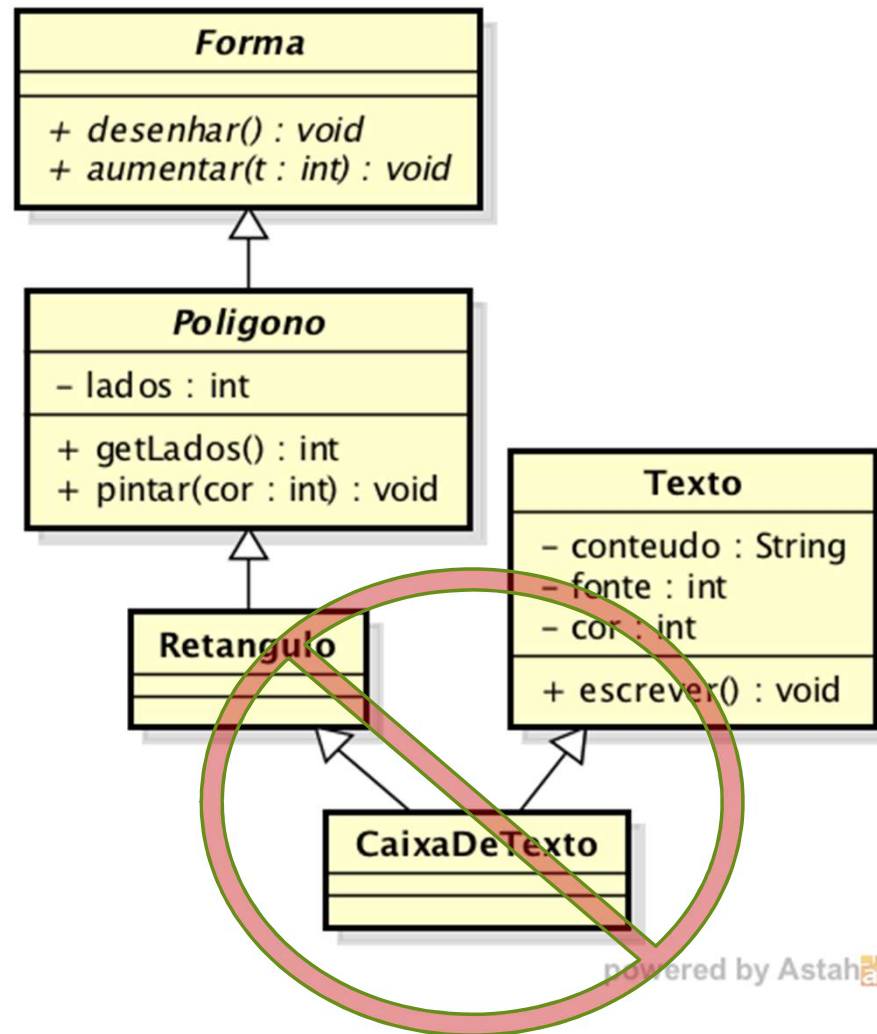 Forma
+ desenhar() : void
+ aumentar(t : int) : void
Poligono
- lados : int
+ getLados() : int
+ pintar(cor : int) : void
Texto
- conteudo : String
- fonte : int
- cor : int
+ escrever() : void
Retangulo
CaixaDeTexto
powered by Astah